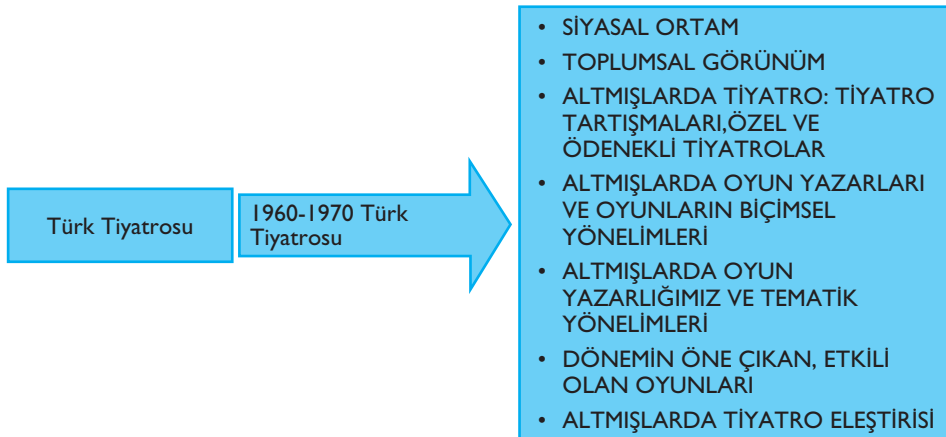 Türk Tiyatrosu
1960-1970 Türk
Tiyatrosu
• SİYASAL ORTAM
• TOPLUMSAL GÖRÜNÜM
• ALTMIŞLARDA TİYATRO: TİYATRO
TARTIŞMALARI,ÖZEL VE
ÖDENEKLİ TİYATROLAR
• ALTMIŞLARDA OYUN YAZARLARI
VE OYUNLARIN BİÇİMSEL
YÖNELİMLERİ
• ALTMIŞLARDA OYUN
YAZARLIĞIMIZ VE TEMATİK
YÖNELİMLERİ
• DÖNEMİN ÖNE ÇIKAN, ETKİLİ
OLAN OYUNLARI
• ALTMIŞLARDA TİYATRO ELEŞTİRİSİ